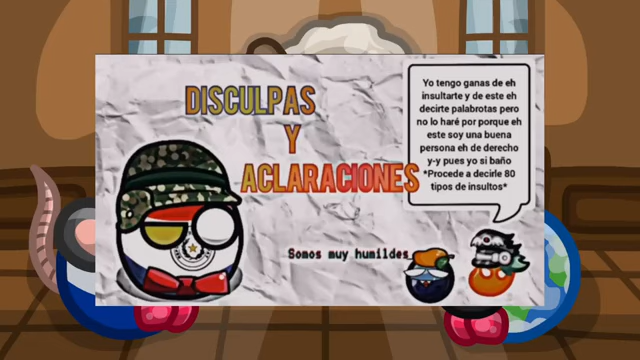 DISCULPAS
Y
ACLARACIONES
Yo tengo ganas de eh
insultarte y de este eh
decirte palabrotas pero
no lo haré por porque eh
este soy una buena
persona eh de derecho
y-y pues yo si baño
*Procede a decirle 80
tipos de insultos*
Somos muy humildes